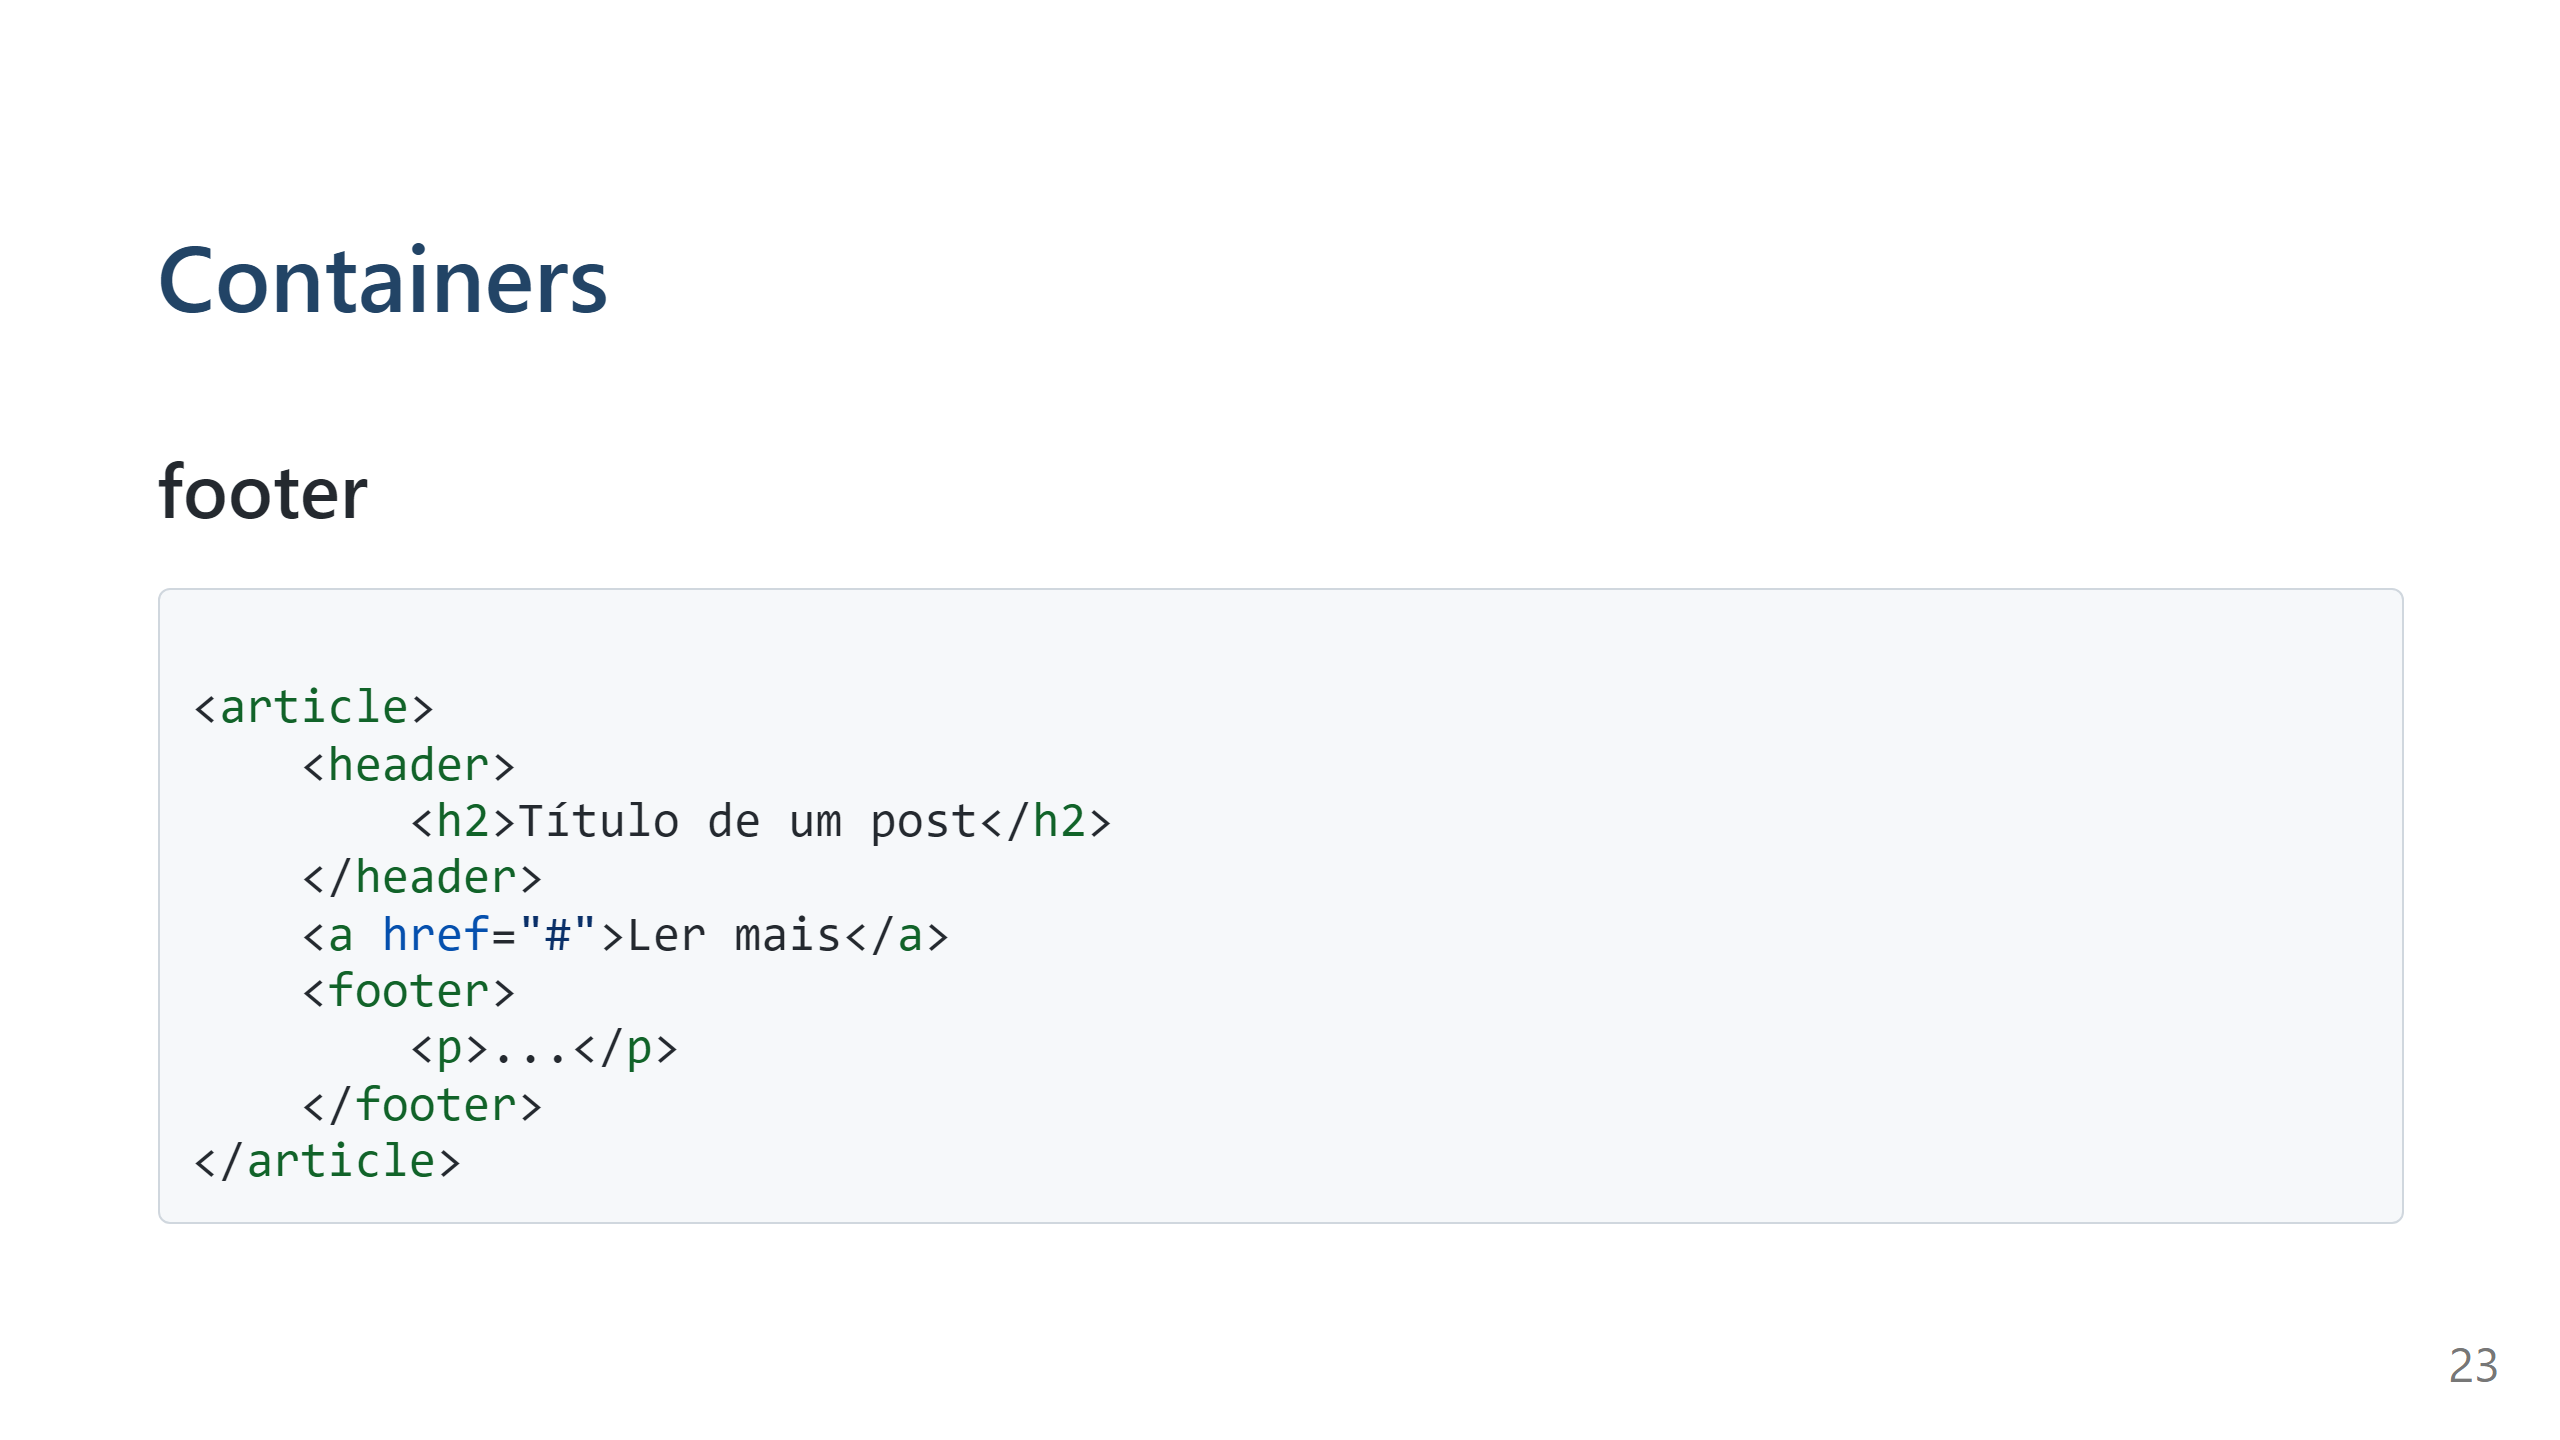 Containers
footer
<article>
    <header>
        <h2>Título de um post</h2>
    </header>
    <a href="#">Ler mais</a>
    <footer>
        <p>...</p>
    </footer>
</article>
23